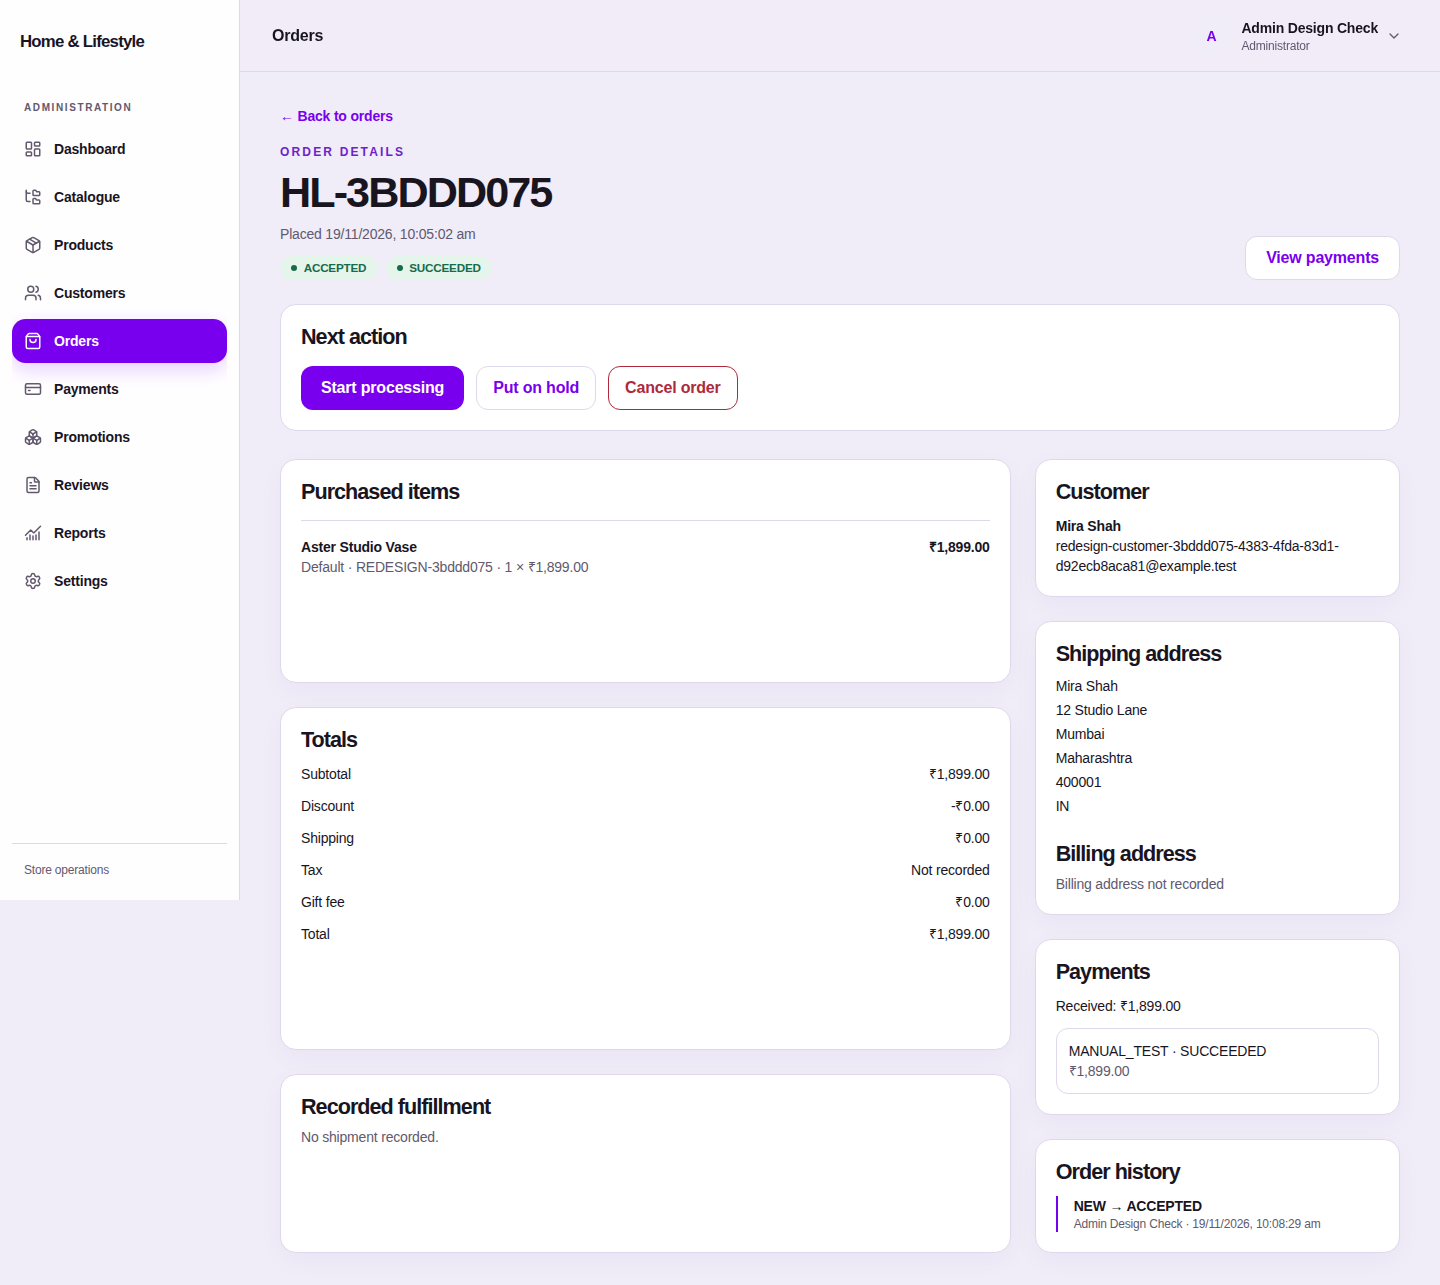 Home & Lifestyle
ADMINISTRATION
Dashboard
Catalogue
Products
Customers
Orders
Payments
Promotions
Reviews
Reports
Settings
Store operations
Orders
A
Admin Design Check
Administrator
← Back to orders
ORDER DETAILS
HL-3BDDD075
Placed 19/11/2026, 10:05:02 am
ACCEPTED
SUCCEEDED
View payments
Next action
Start processing
Put on hold
Cancel order
Purchased items
Aster Studio Vase ₹1,899.00
Default · REDESIGN-3bddd075 · 1 × ₹1,899.00
Totals
Subtotal ₹1,899.00
Discount -₹0.00
Shipping ₹0.00
Tax Not recorded
Gift fee ₹0.00
Total ₹1,899.00
Recorded fulfillment
No shipment recorded.
Customer
Mira Shah
redesign-customer-3bddd075-4383-4fda-83d1-
d92ecb8aca81@example.test
Shipping address
Mira Shah
12 Studio Lane
Mumbai
Maharashtra
400001
IN
Billing address
Billing address not recorded
Payments
Received: ₹1,899.00
MANUAL_TEST · SUCCEEDED
₹1,899.00
Order history
NEW → ACCEPTED
Admin Design Check · 19/11/2026, 10:08:29 am